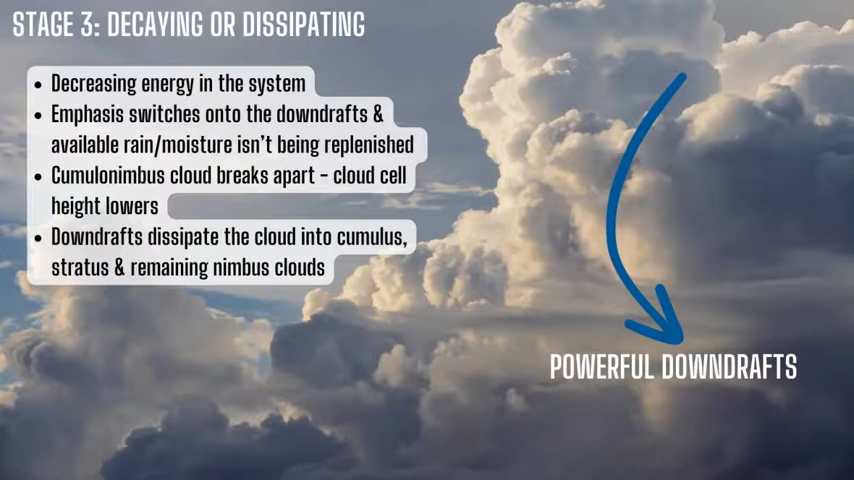 STAGE 3: DECAYING OR DISSIPATING
• Decreasing energy in the system
• Emphasis switches onto the downdrafts &
available rain/moisture isn't being replenished
• Cumulonimbus cloud breaks apart - cloud cell
height lowers
• Downdrafts dissipate the cloud into cumulus,
stratus & remaining nimbus clouds
POWERFUL DOWNDRAFTS